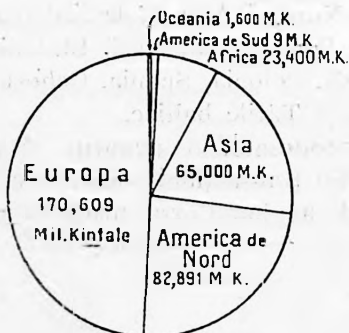 Oceania 1,600 M.K.
America de Sud 9 M.K.
Africa 23,400 M.K.
Asia
65,000 M.K.
Europa
170,609
Mil.Kintale
America de
Nord
82,891 M K.